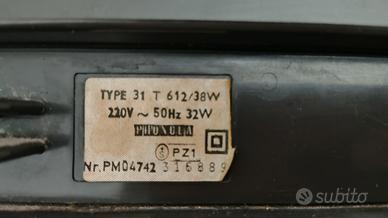 TYPE 31 T 612/38W
220V ~ 50Hz 32W
PHONOLA
PZ1
Nr. PM04742 316889
subito